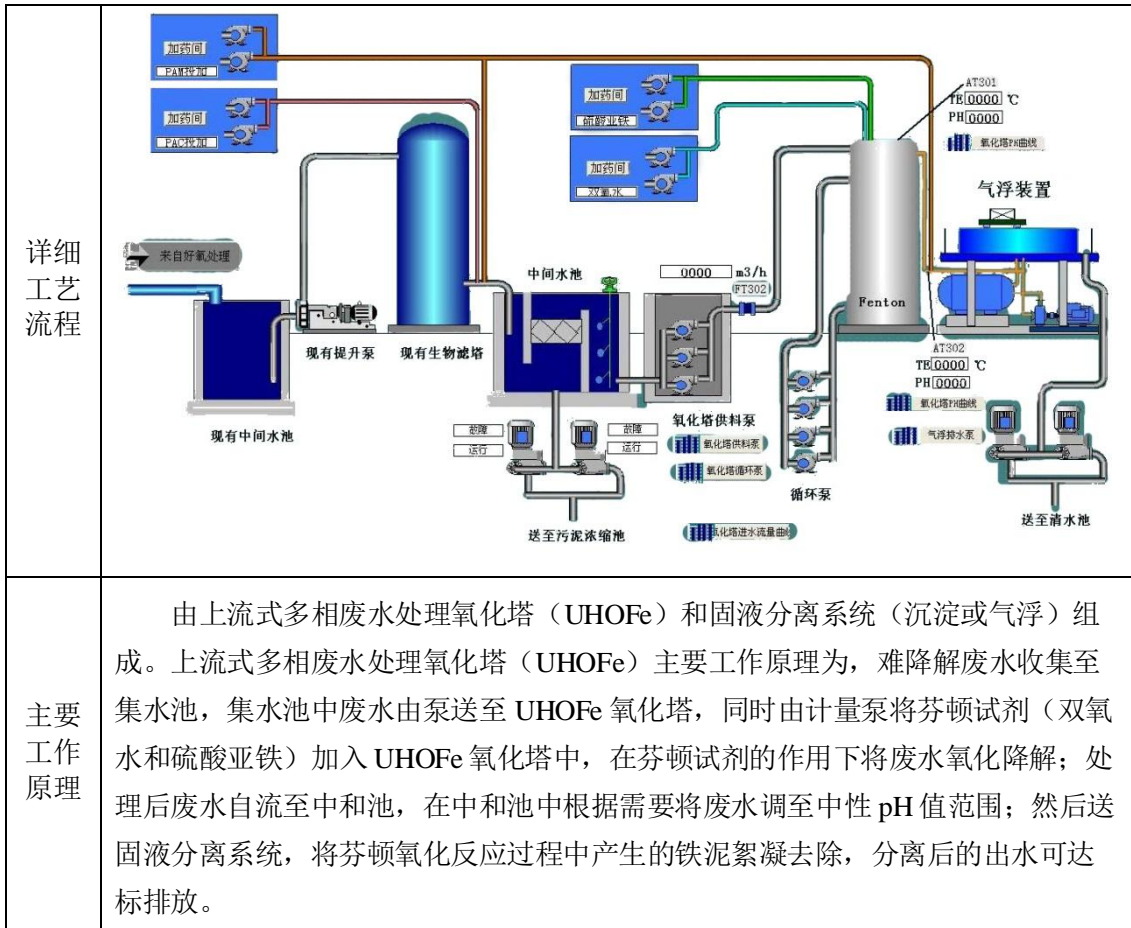 详细
工艺
流程
加药间
PAM投加
加药间
PAC投加
加药间
硫酸亚铁
加药间
双氧水
AT301
TE 0000 ℃
PH 0000
氧化塔PH曲线
气浮装置
来自好氧处理
中间水池
0000 m3/h
FT302
Fenton
现有提升泵
现有生物滤塔
AT302
TE 0000 ℃
PH 0000
氧化塔PH曲线
现有中间水池
氧化塔供料泵
故障
运行
故障
运行
氧化塔供料泵
氧化塔循环泵
气浮排水泵
循环泵
送至污泥浓缩池
氧化塔进水流量曲线
送至清水池
主要
工作
原理
由上流式多相废水处理氧化塔（UHOFe）和固液分离系统（沉淀或气浮）组
成。上流式多相废水处理氧化塔（UHOFe）主要工作原理为，难降解废水收集至
集水池，集水池中废水由泵送至 UHOFe 氧化塔，同时由计量泵将芬顿试剂（双氧
水和硫酸亚铁）加入 UHOFe 氧化塔中，在芬顿试剂的作用下将废水氧化降解；处
理后废水自流至中和池，在中和池中根据需要将废水调至中性 pH 值范围；然后送
固液分离系统，将芬顿氧化反应过程中产生的铁泥絮凝去除，分离后的出水可达
标排放。